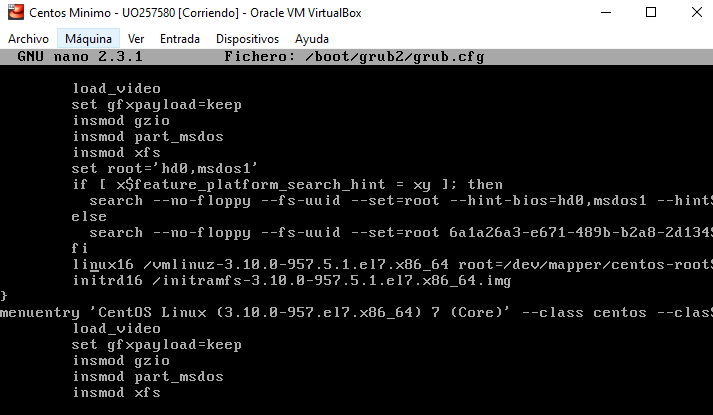 Centos Minimo - UO257580 [Corriendo] - Oracle VM VirtualBox
Archivo Máquina Ver Entrada Dispositivos Ayuda
GNU nano 2.3.1 Fichero: /boot/grub2/grub.cfg
load_video
set gfxpayload=keep
insmod gzio
insmod part_msdos
insmod xfs
set root='hd0,msdos1'
if [ x$feature_platform_search_hint = xy ]; then
search --no-floppy --fs-uuid --set=root --hint-bios=hd0,msdos1 --hint$
else
search --no-floppy --fs-uuid --set=root 6a1a26a3-e671-489b-b2a8-2d134$
fi
linux16 /vmlinuz-3.10.0-957.5.1.el7.x86_64 root=/dev/mapper/centos-root$
initrd16 /initramfs-3.10.0-957.5.1.el7.x86_64.img
}
menuentry 'CentOS Linux (3.10.0-957.el7.x86_64) 7 (Core)' --class centos --clas$
load_video
set gfxpayload=keep
insmod gzio
insmod part_msdos
insmod xfs